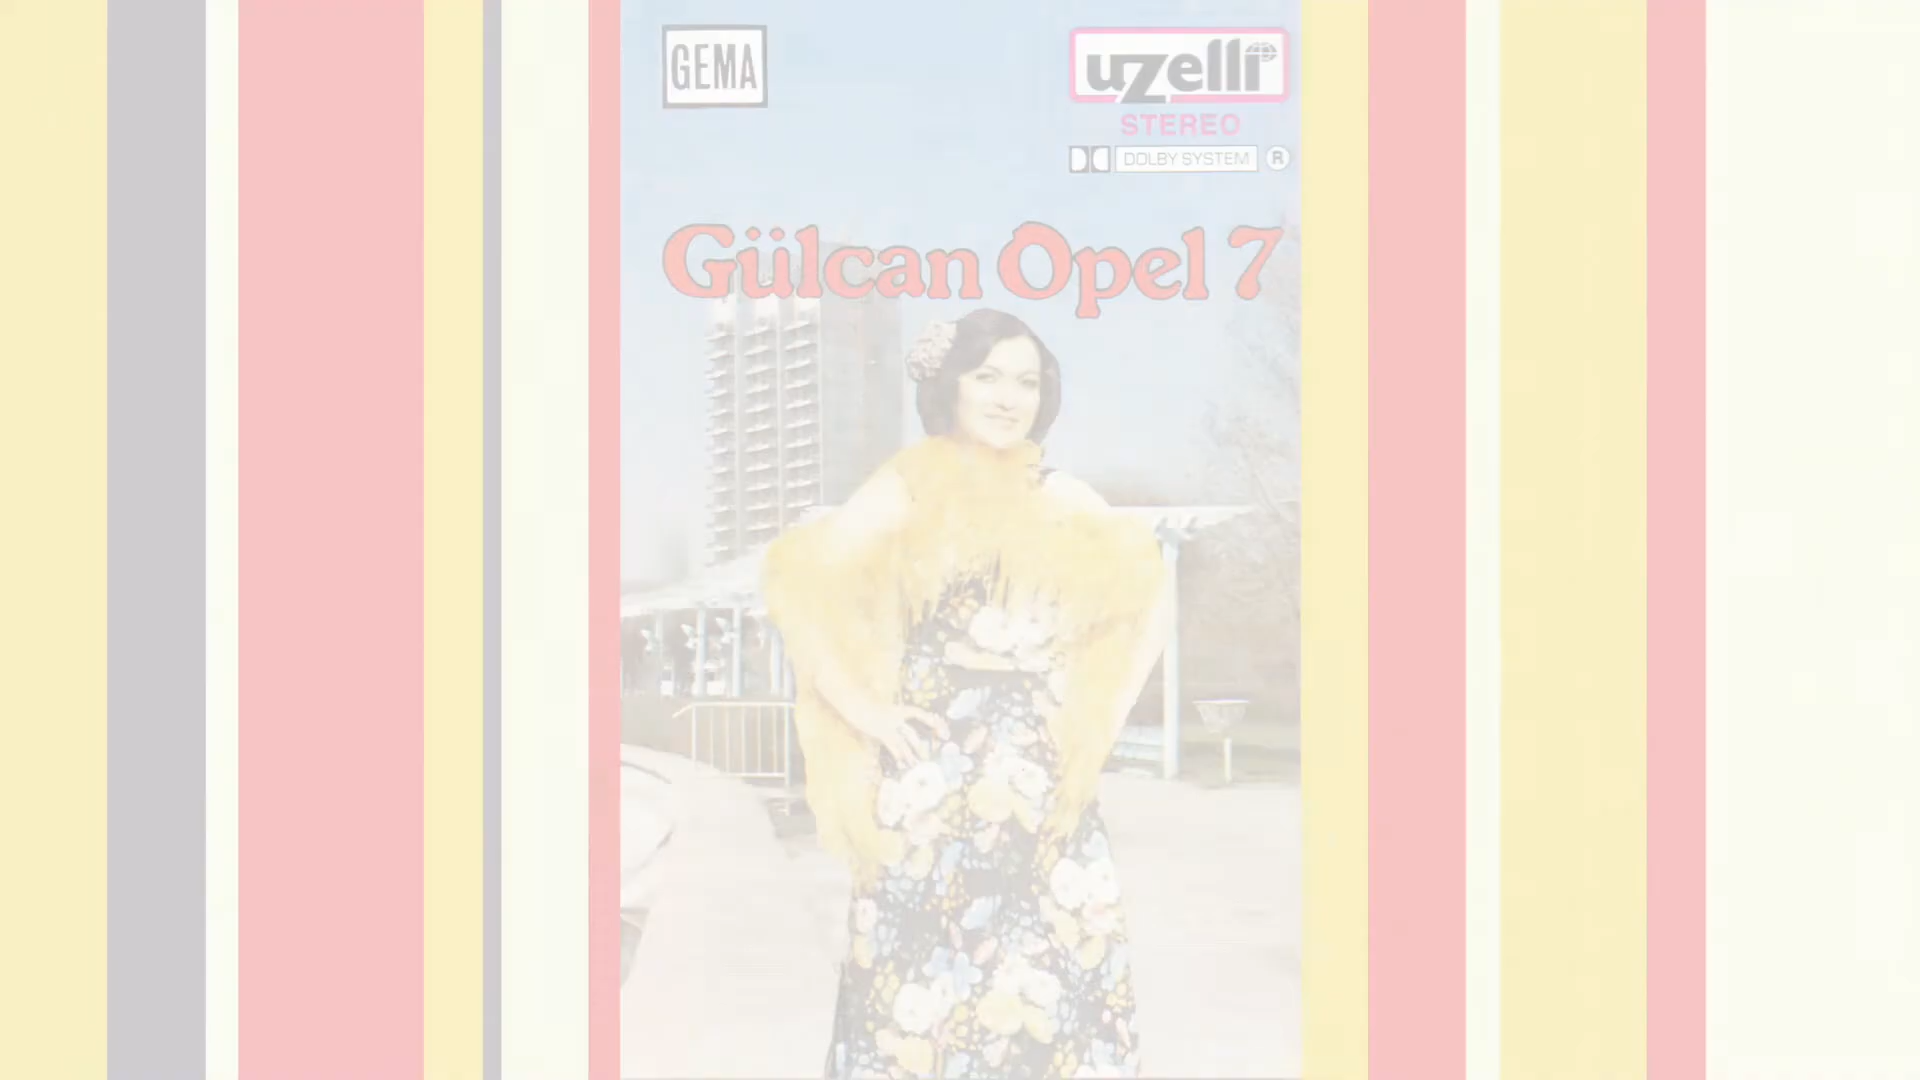 GEMA
uzelli
STEREO
DOLBY SYSTEM ®
Gülcan Opel 7